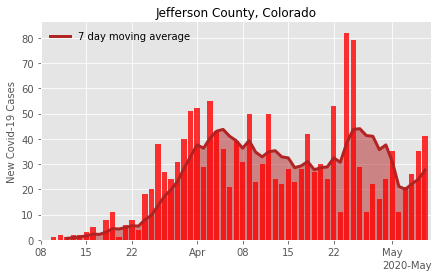 Jefferson County, Colorado
7 day moving average
New Covid-19 Cases
80
70
60
50
40
30
20
10
0
08 15 22 Apr 08 15 22 May
2020-May